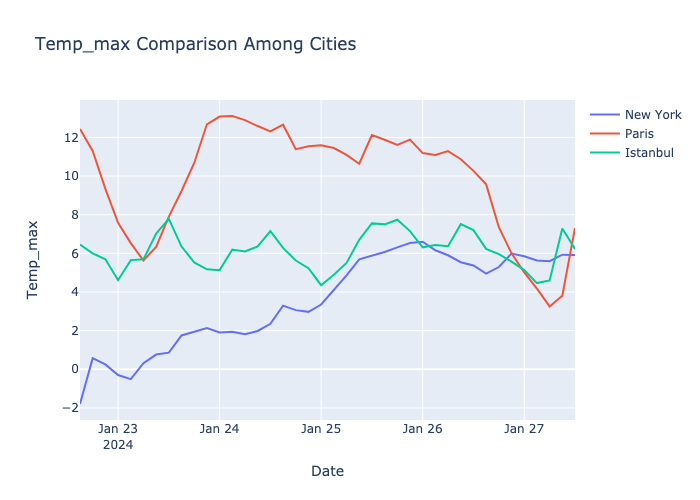 Temp_max Comparison Among Cities
New York
Paris
Istanbul
12
10
8
6
4
2
0
−2
Temp_max
Jan 23
2024
Jan 24
Jan 25
Jan 26
Jan 27
Date